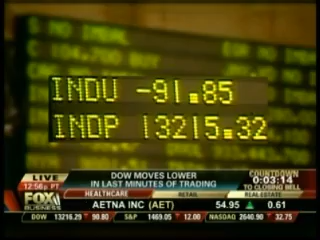 INDU -91.85
INDP 13215.32
LIVE
12:56p PT
DOW MOVES LOWER
IN LAST MINUTES OF TRADING
COUNTDOWN
0:03:14
TO CLOSING BELL
HEALTHCARE RETAIL REAL ESTATE
FOX
BUSINESS
AETNA INC (AET) 54.95 ▲ 0.61
DOW 13216.29 90.80 S&P 1469.05 12.00 NASDAQ 2640.90 32.75